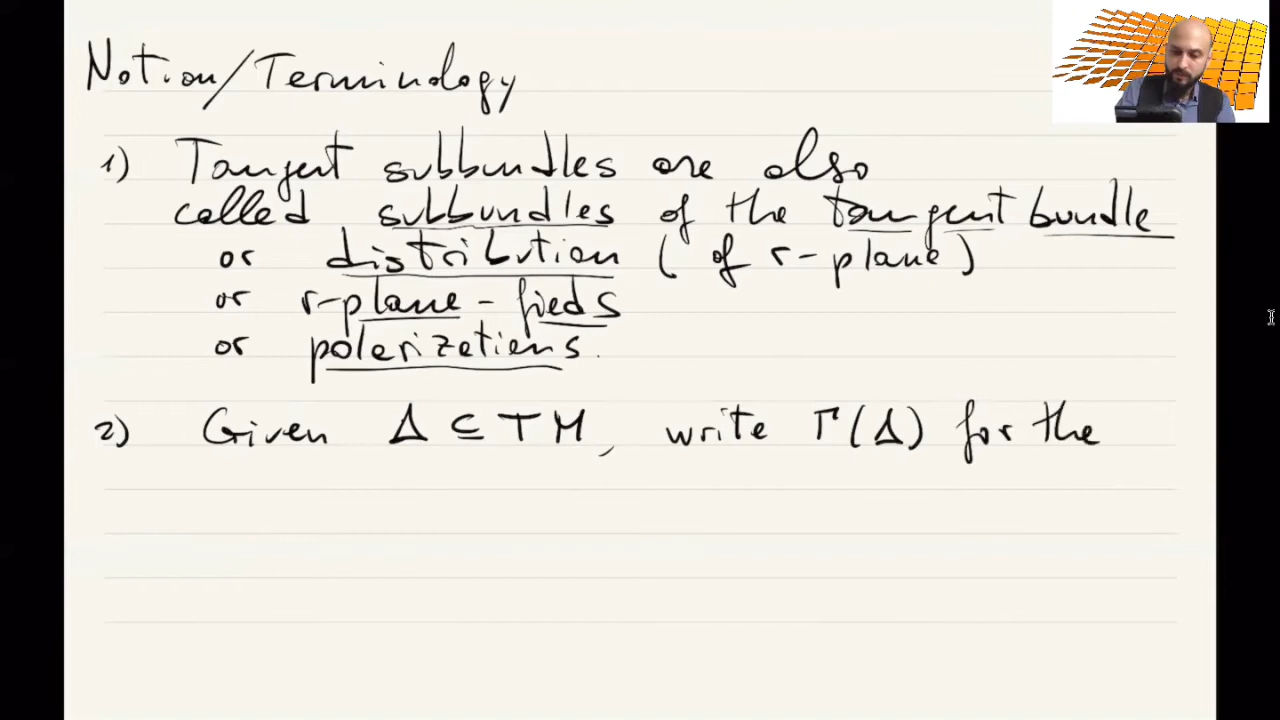 Notion/Terminology
1) Tangent subbundles are also
called subbundles of the tangent bundle
or distribution (of r-plane)
or r-plane-fieds
or polarizations.
2) Given Δ ⊆ TM, write Γ(Δ) for the